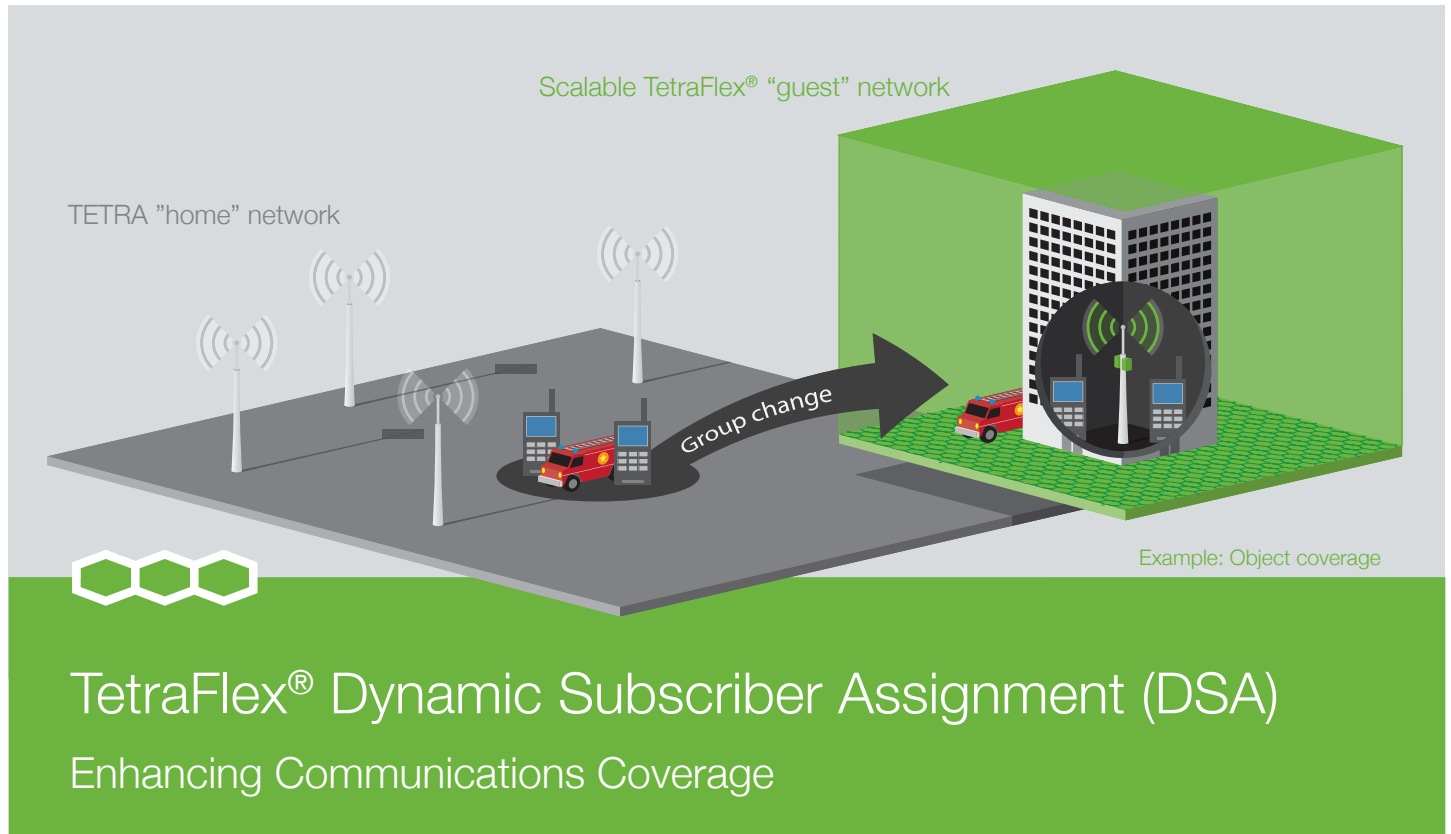 Scalable TetraFlex® “guest” network
TETRA ”home” network
Group change
Example: Object coverage
TetraFlex® Dynamic Subscriber Assignment (DSA)
Enhancing Communications Coverage